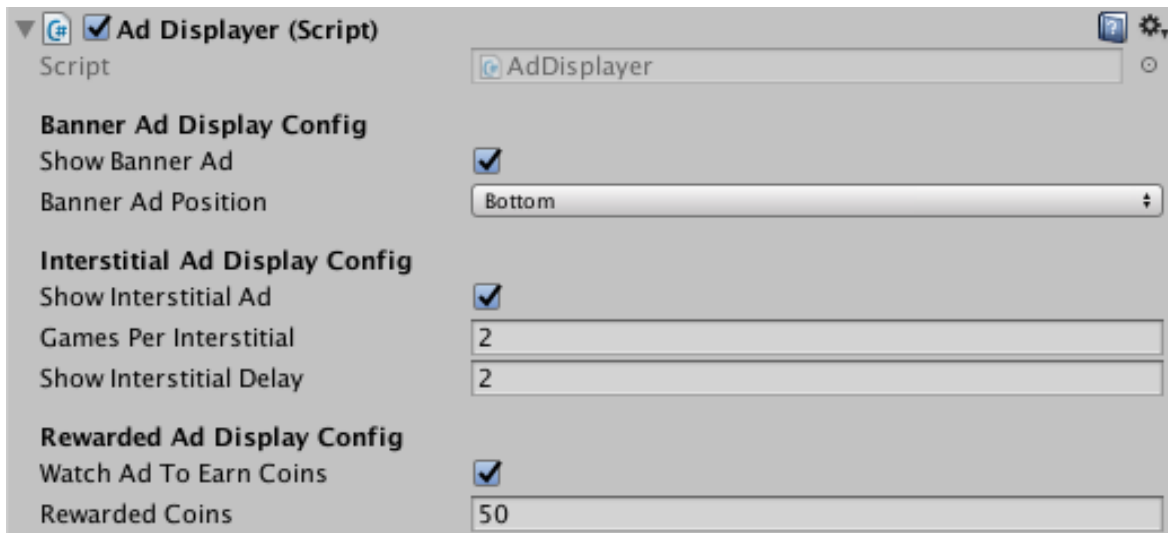 Ad Displayer (Script)
Script AdDisplayer
Banner Ad Display Config
Show Banner Ad
Banner Ad Position Bottom
Interstitial Ad Display Config
Show Interstitial Ad
Games Per Interstitial 2
Show Interstitial Delay 2
Rewarded Ad Display Config
Watch Ad To Earn Coins
Rewarded Coins 50